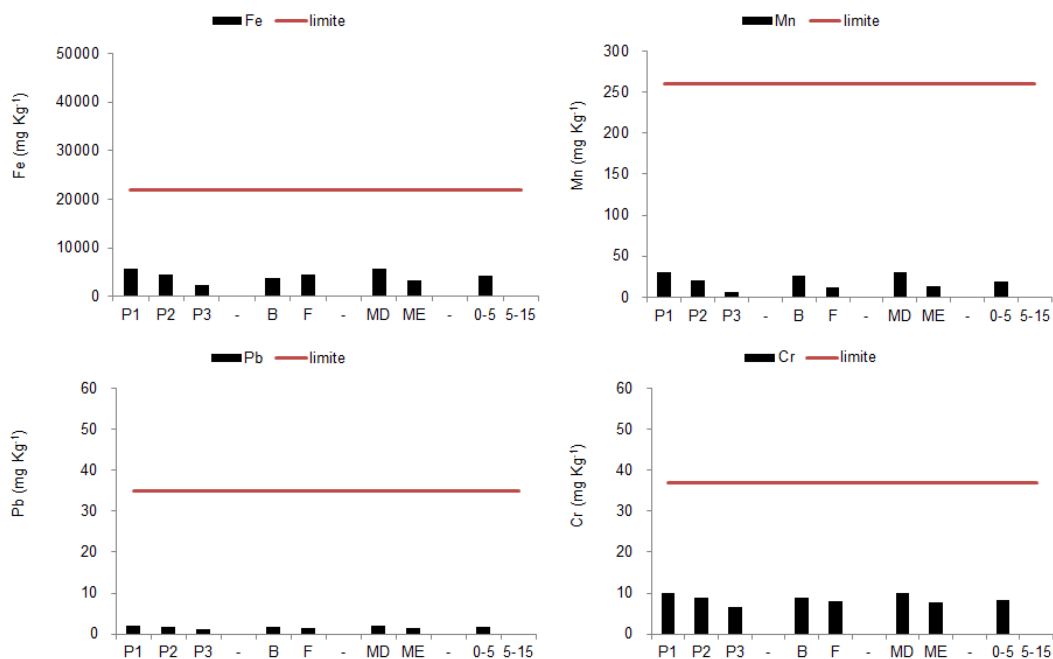 Fe limite
50000
40000
30000
20000
10000
0
Fe (mg Kg⁻¹)
P1 P2 P3 - B F - MD ME - 0-5 5-15
Mn limite
300
250
200
150
100
50
0
Mn (mg Kg⁻¹)
P1 P2 P3 - B F - MD ME - 0-5 5-15
Pb limite
60
50
40
30
20
10
0
Pb (mg Kg⁻¹)
P1 P2 P3 - B F - MD ME - 0-5 5-15
Cr limite
60
50
40
30
20
10
0
Cr (mg Kg⁻¹)
P1 P2 P3 - B F - MD ME - 0-5 5-15